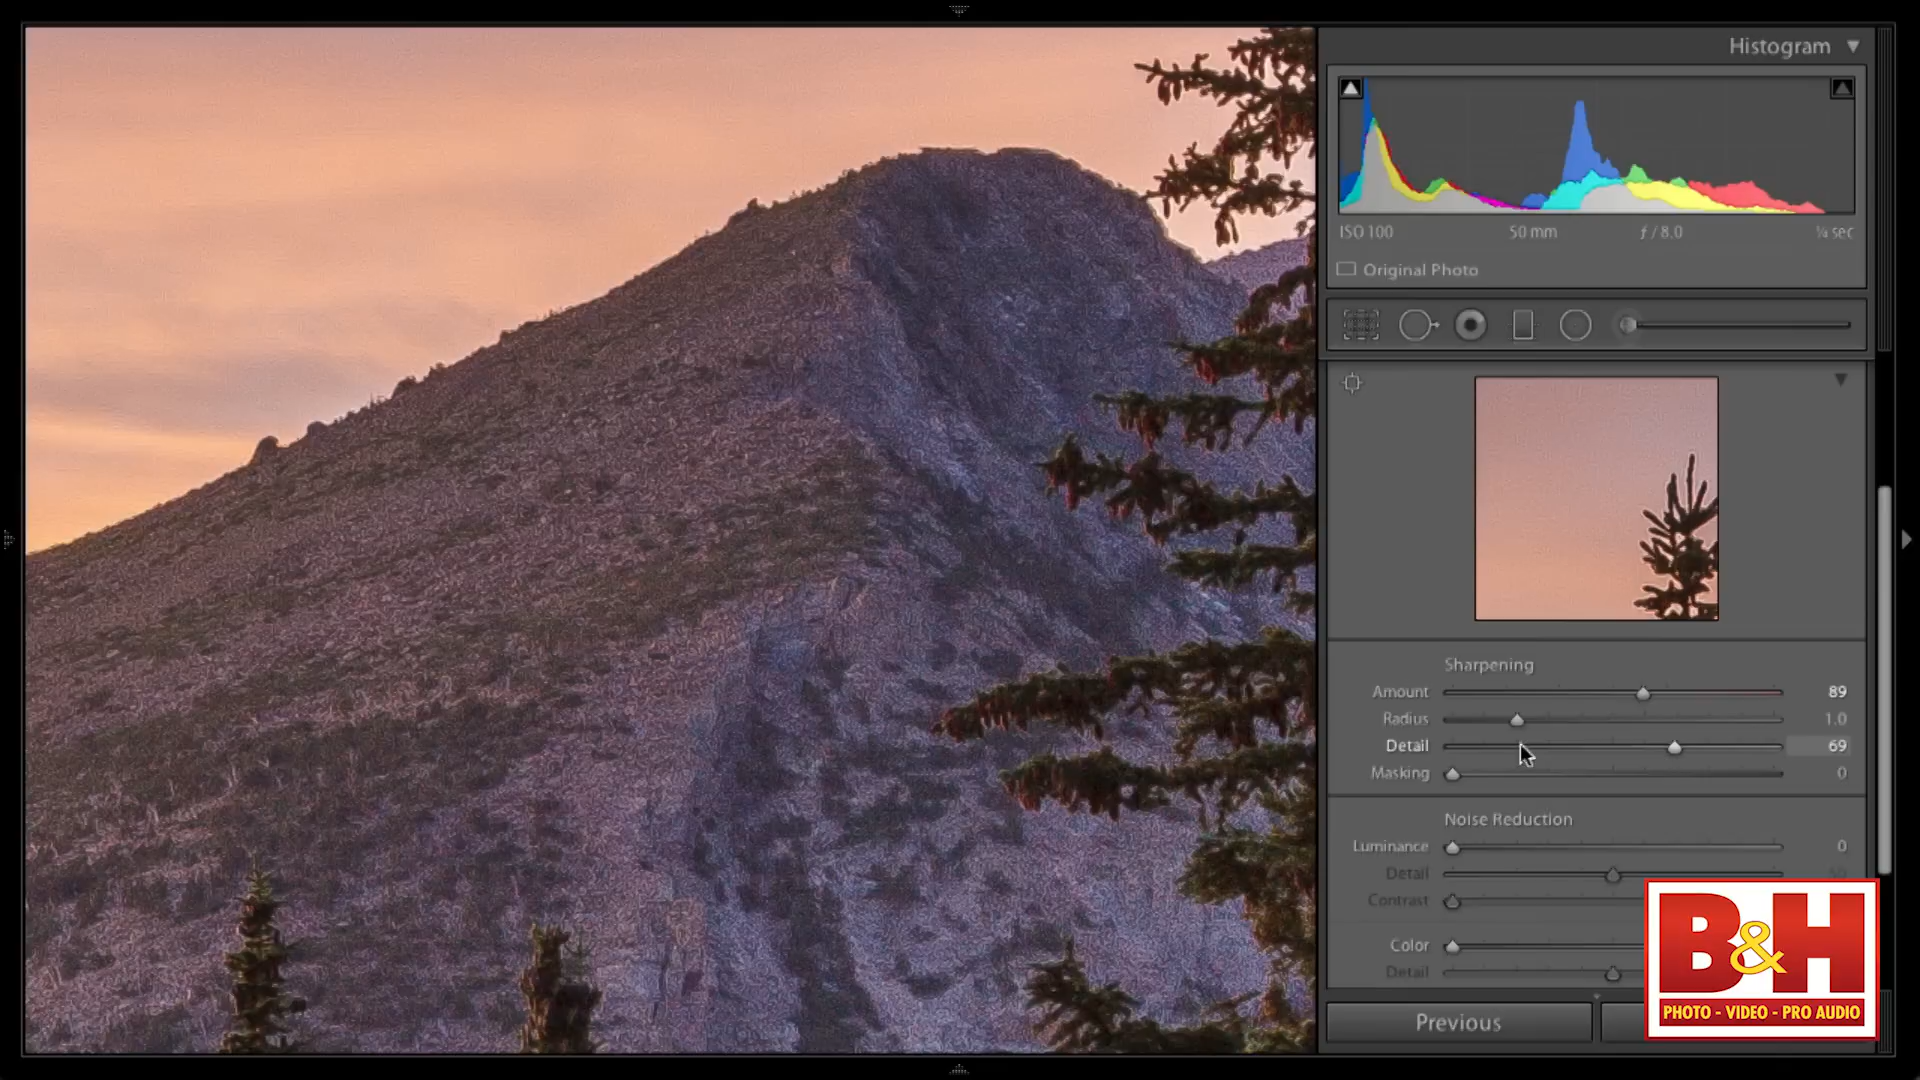 Histogram
ISO 100 50 mm ƒ / 8.0 ¼ sec
Original Photo
Sharpening
Amount 89
Radius 1.0
Detail 69
Masking 0
Noise Reduction
Luminance 0
Detail
Contrast
Color
Detail
Previous
B&H
PHOTO - VIDEO - PRO AUDIO